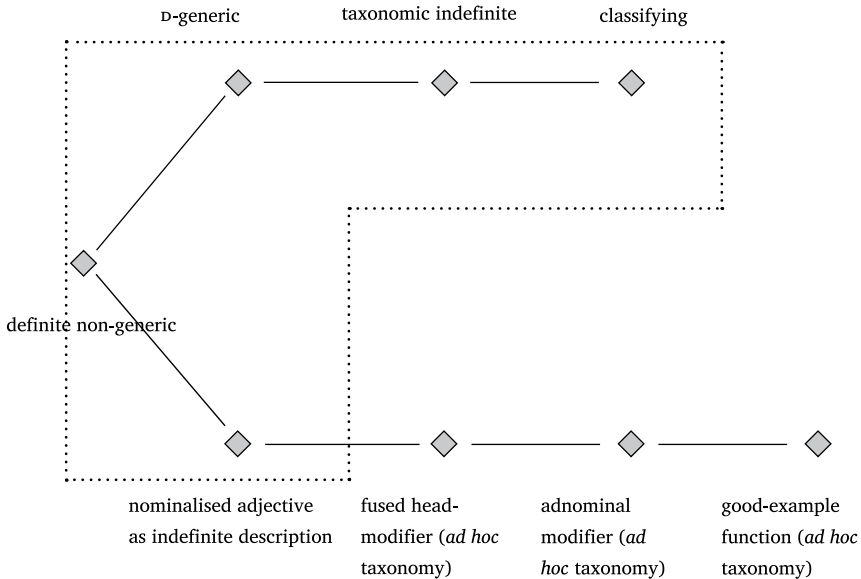 ᴅ-generic
taxonomic indefinite
classifying
definite non-generic
nominalised adjective
as indefinite description
fused head-
modifier (ad hoc
taxonomy)
adnominal
modifier (ad
hoc taxonomy)
good-example
function (ad hoc
taxonomy)